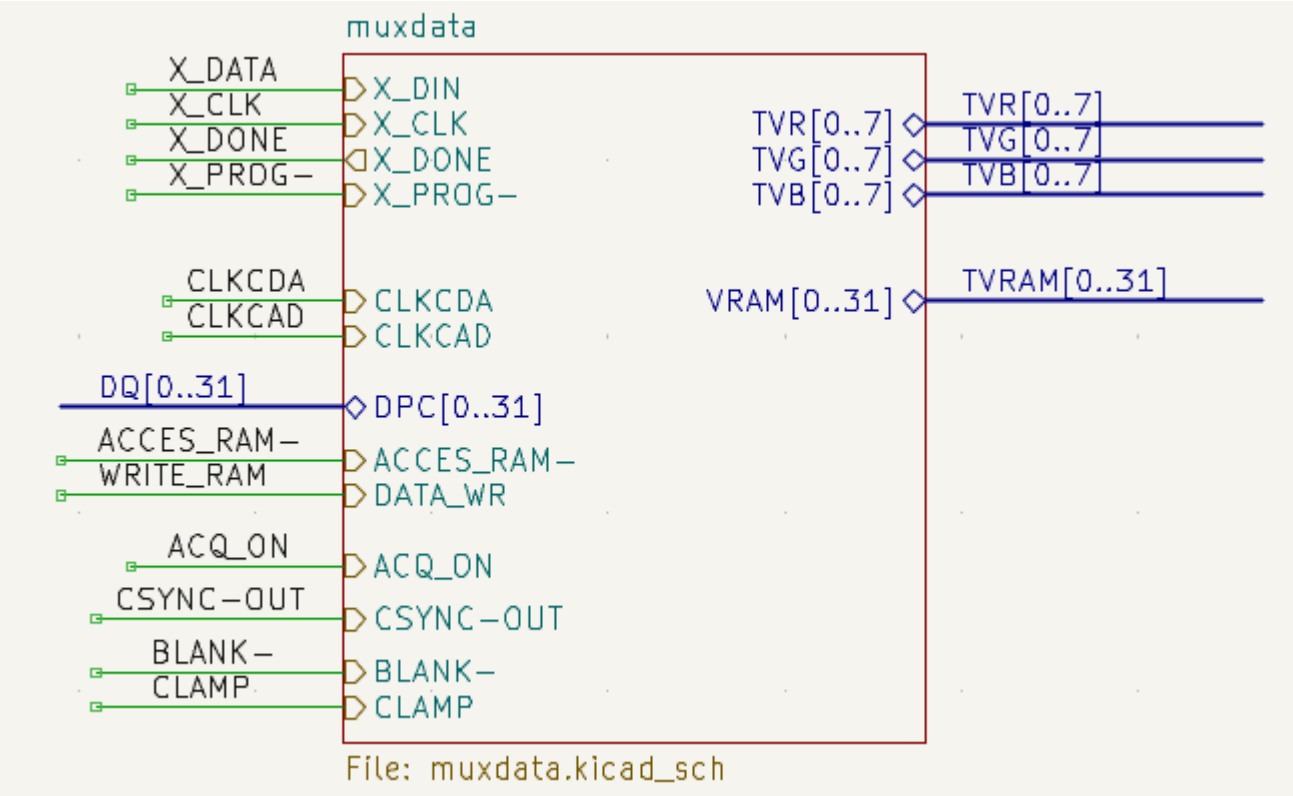 muxdata
X_DATA
X_DIN
X_CLK
X_CLK
X_DONE
X_DONE
X_PROG-
X_PROG-
TVR[0..7]
TVR[0..7]
TVG[0..7]
TVG[0..7]
TVB[0..7]
TVB[0..7]
CLKCDA
CLKCDA
CLKCAD
CLKCAD
VRAM[0..31]
TVRAM[0..31]
DQ[0..31]
DPC[0..31]
ACCES_RAM-
ACCES_RAM-
WRITE_RAM
DATA_WR
ACQ_ON
ACQ_ON
CSYNC-OUT
CSYNC-OUT
BLANK-
BLANK-
CLAMP
CLAMP
File: muxdata.kicad_sch